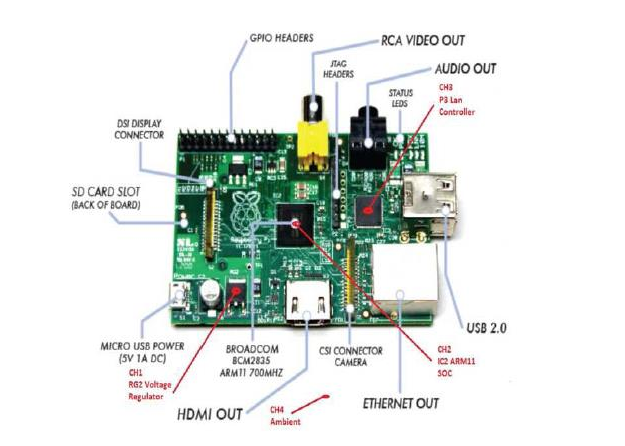 GPIO HEADERS
RCA VIDEO OUT
JTAG
HEADERS
AUDIO OUT
CH3
P3 Lan
Controller
STATUS
LEDS
DSI DISPLAY
CONNECTOR
SD CARD SLOT
(BACK OF BOARD)
USB 2.0
MICRO USB POWER
(5V 1A DC)
BROADCOM
BCM2835
ARM11 700MHZ
CSI CONNECTOR
CAMERA
CH2
IC2 ARM11
SOC
CH1
RG2 Voltage
Regulator
HDMI OUT
CH4
Ambient
ETHERNET OUT